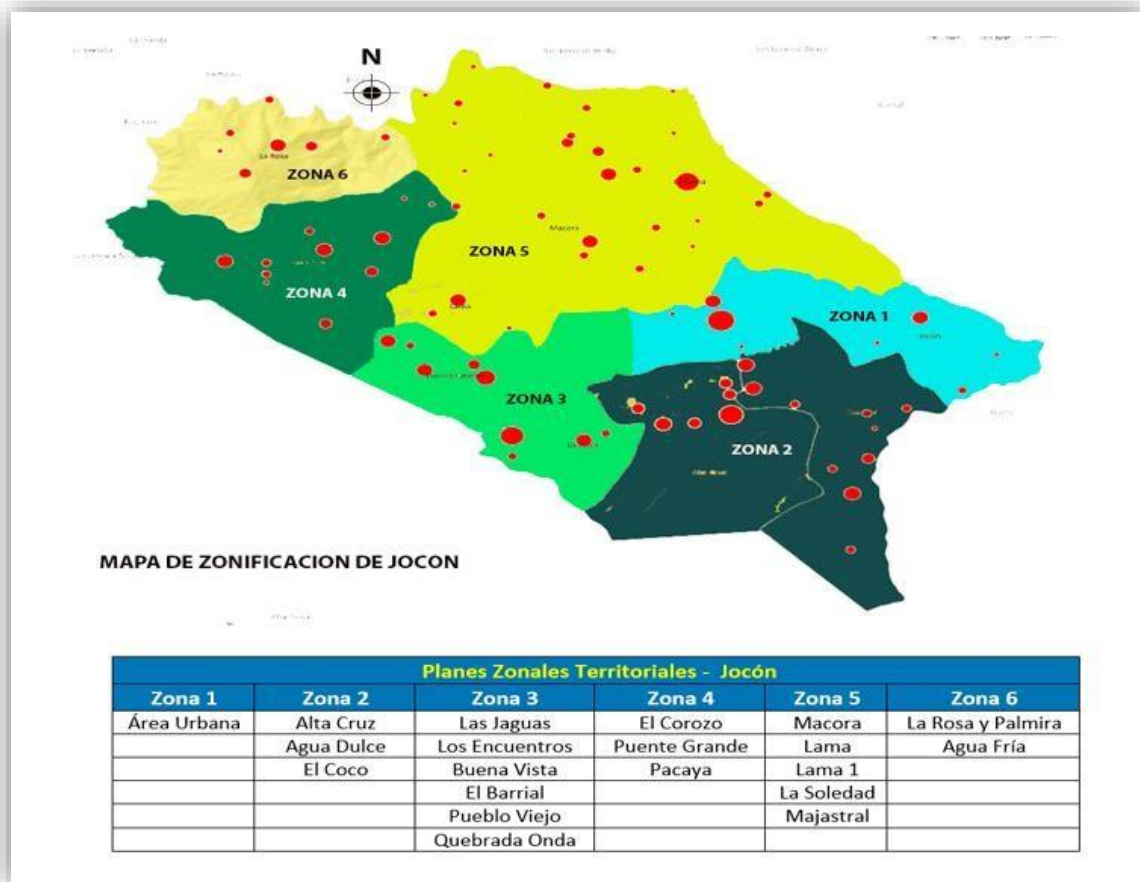 N
La Rosa
ZONA 6
Macora
ZONA 5
ZONA 4
ZONA 1
ZONA 3
ZONA 2
MAPA DE ZONIFICACION DE JOCON
Planes Zonales Territoriales - Jocón
Zona 1 Zona 2 Zona 3 Zona 4 Zona 5 Zona 6
Área Urbana Alta Cruz Las Jaguas El Corozo Macora La Rosa y Palmira
Agua Dulce Los Encuentros Puente Grande Lama Agua Fría
El Coco Buena Vista Pacaya Lama 1
El Barrial La Soledad
Pueblo Viejo Majastral
Quebrada Onda